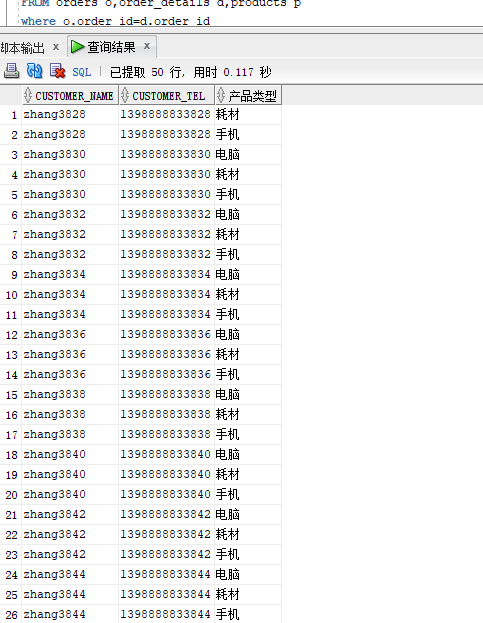 FROM orders o,order_details d,products p
where o.order_id=d.order_id
脚本输出 x 查询结果 x
SQL | 已提取 50 行, 用时 0.117 秒
CUSTOMER_NAME CUSTOMER_TEL 产品类型
1 zhang3828 1398888833828 耗材
2 zhang3828 1398888833828 手机
3 zhang3830 1398888833830 电脑
4 zhang3830 1398888833830 耗材
5 zhang3830 1398888833830 手机
6 zhang3832 1398888833832 电脑
7 zhang3832 1398888833832 耗材
8 zhang3832 1398888833832 手机
9 zhang3834 1398888833834 电脑
10 zhang3834 1398888833834 耗材
11 zhang3834 1398888833834 手机
12 zhang3836 1398888833836 电脑
13 zhang3836 1398888833836 耗材
14 zhang3836 1398888833836 手机
15 zhang3838 1398888833838 电脑
16 zhang3838 1398888833838 耗材
17 zhang3838 1398888833838 手机
18 zhang3840 1398888833840 电脑
19 zhang3840 1398888833840 耗材
20 zhang3840 1398888833840 手机
21 zhang3842 1398888833842 电脑
22 zhang3842 1398888833842 耗材
23 zhang3842 1398888833842 手机
24 zhang3844 1398888833844 电脑
25 zhang3844 1398888833844 耗材
26 zhang3844 1398888833844 手机